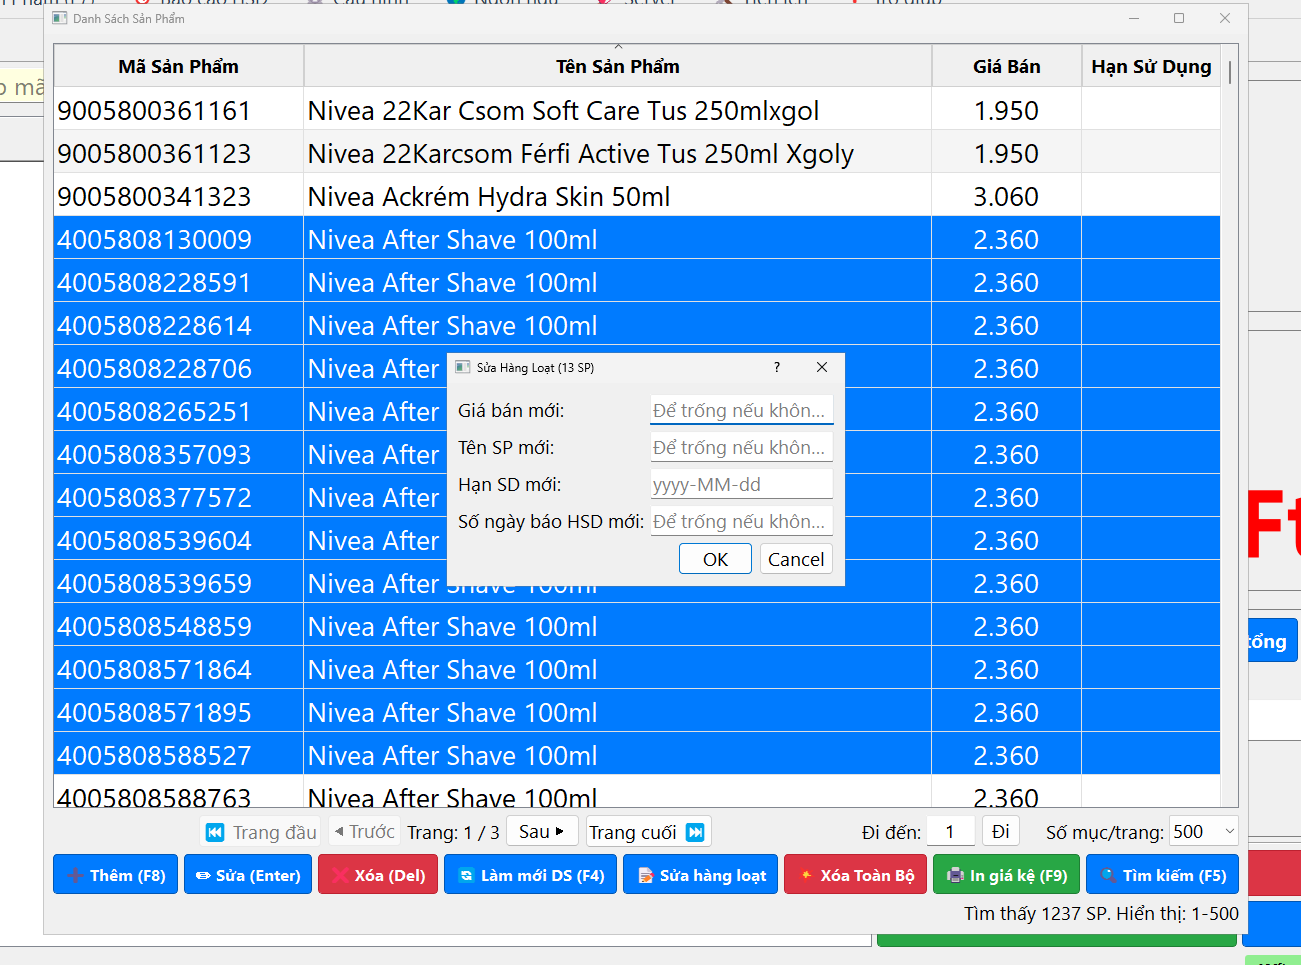 Danh Sách Sản Phẩm
Mã Sản Phẩm Tên Sản Phẩm Giá Bán Hạn Sử Dụng
9005800361161 Nivea 22Kar Csom Soft Care Tus 250mlxgol 1.950
9005800361123 Nivea 22Karcsom Férfi Active Tus 250ml Xgoly 1.950
9005800341323 Nivea Ackrém Hydra Skin 50ml 3.060
4005808130009 Nivea After Shave 100ml 2.360
4005808228591 Nivea After Shave 100ml 2.360
4005808228614 Nivea After Shave 100ml 2.360
4005808228706 Nivea After 2.360
4005808265251 Nivea After 2.360
4005808357093 Nivea After 2.360
4005808377572 Nivea After 2.360
4005808539604 Nivea After 2.360
4005808539659 Nivea After Shave 100ml 2.360
4005808548859 Nivea After Shave 100ml 2.360
4005808571864 Nivea After Shave 100ml 2.360
4005808571895 Nivea After Shave 100ml 2.360
4005808588527 Nivea After Shave 100ml 2.360
4005808588763 Nivea After Shave 100ml 2.360
Sửa Hàng Loạt (13 SP) ?
Giá bán mới: Để trống nếu khôn...
Tên SP mới: Để trống nếu khôn...
Hạn SD mới: yyyy-MM-dd
Số ngày báo HSD mới: Để trống nếu khôn...
OK Cancel
Ft
tổng
Trang đầu Trước Trang: 1 / 3 Sau Trang cuối Đi đến: 1 Đi Số mục/trang: 500
Thêm (F8) Sửa (Enter) Xóa (Del) Làm mới DS (F4) Sửa hàng loạt Xóa Toàn Bộ In giá kệ (F9) Tìm kiếm (F5)
Tìm thấy 1237 SP. Hiển thị: 1-500